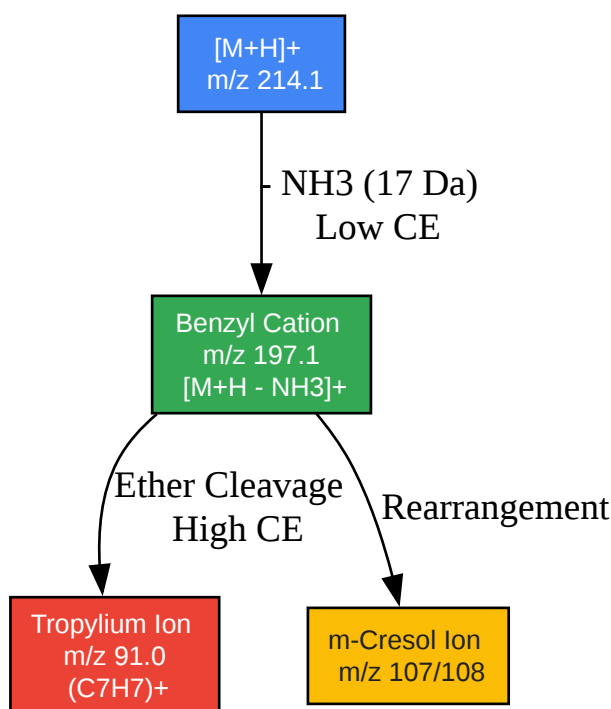 [M+H]+
m/z 214.1
- NH3 (17 Da)
Low CE
Benzyl Cation
m/z 197.1
[M+H - NH3]+
Ether Cleavage
High CE
Rearrangement
Tropylium Ion
m/z 91.0
(C7H7)+
m-Cresol Ion
m/z 107/108